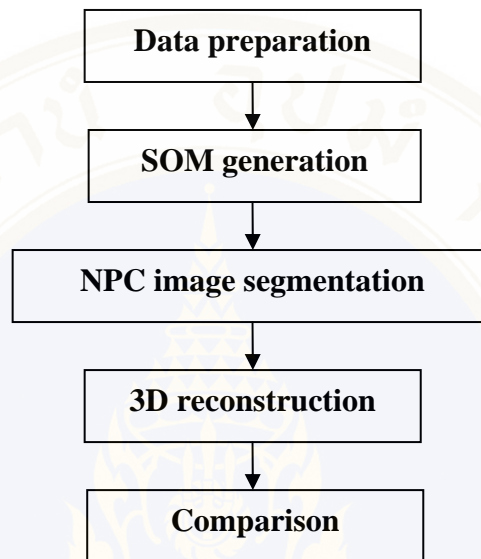 Data preparation
SOM generation
NPC image segmentation
3D reconstruction
Comparison